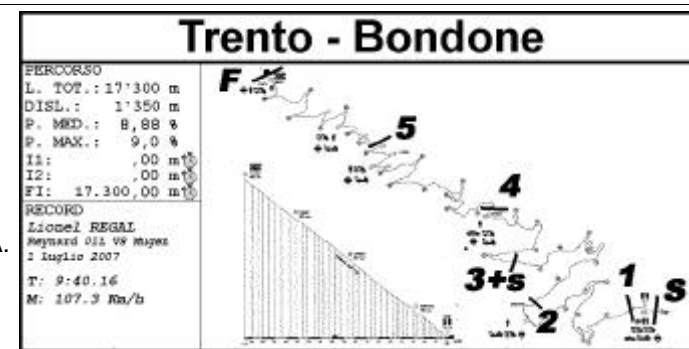 Trento - Bondone
PERCORSO
L. TOT.: 17'300 m
DISL.: 1'350 m
P. MED.: 8,88 %
P. MAX.: 9,0 %
I1: ,00 m
I2: ,00 m
FI: 17.300,00 m
RECORD
Lionel REGAL
Reynard 01L V8 Mugen
1 Luglio 2007
T: 9:40.16
M: 107.3 Km/h
F
5
4
3+s
2
1
S
A.